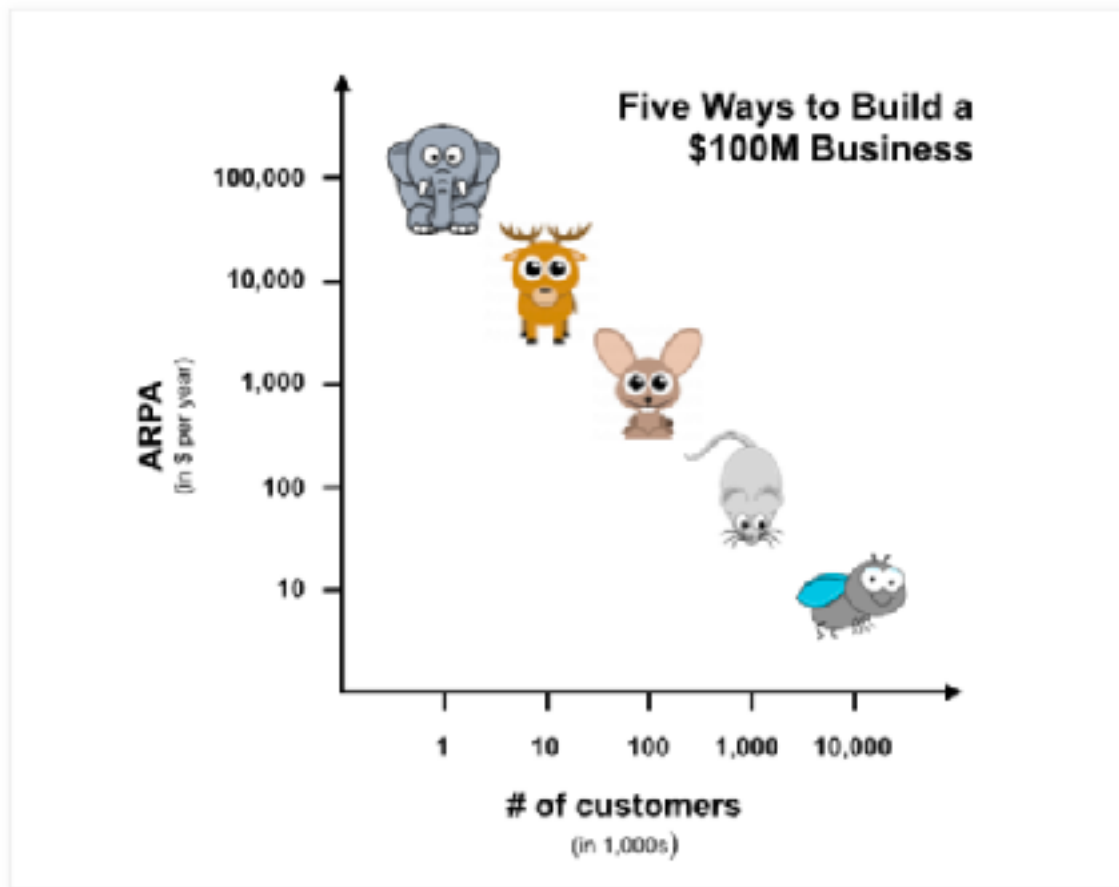 Five Ways to Build a
$100M Business
100,000
10,000
1,000
100
10
ARPA
(in $ per year)
1
10
100
1,000
10,000
# of customers
(in 1,000s)